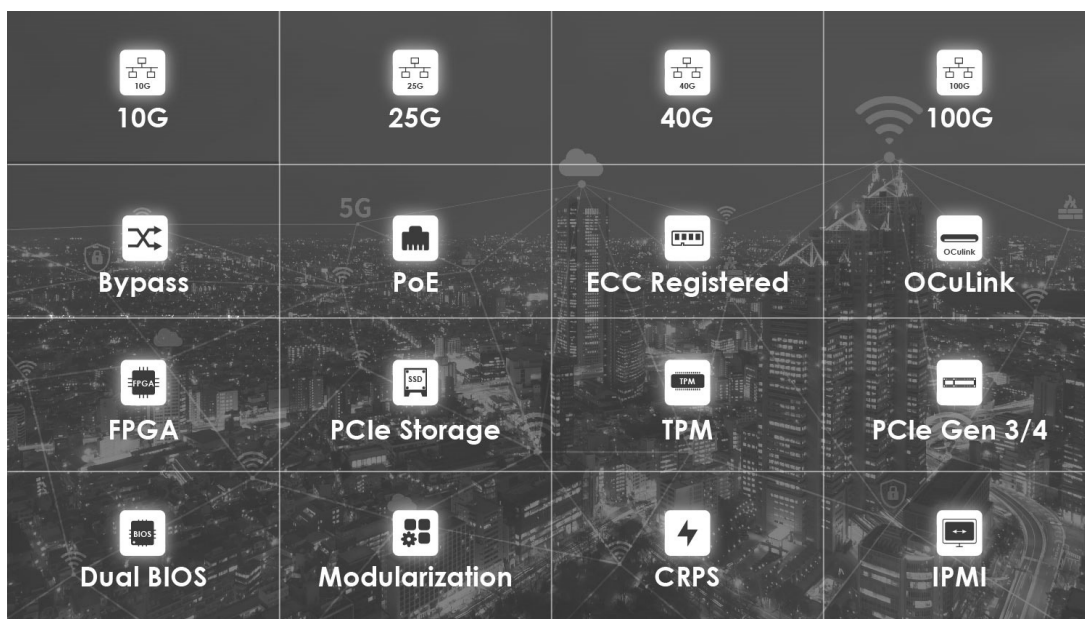 10G
25G
40G
100G
10G
25G
40G
100G
5G
OCulink
Bypass
PoE
ECC Registered
OCuLink
FPGA
SSD
TPM
FPGA
PCIe Storage
TPM
PCIe Gen 3/4
BIOS
Dual BIOS
Modularization
CRPS
IPMI